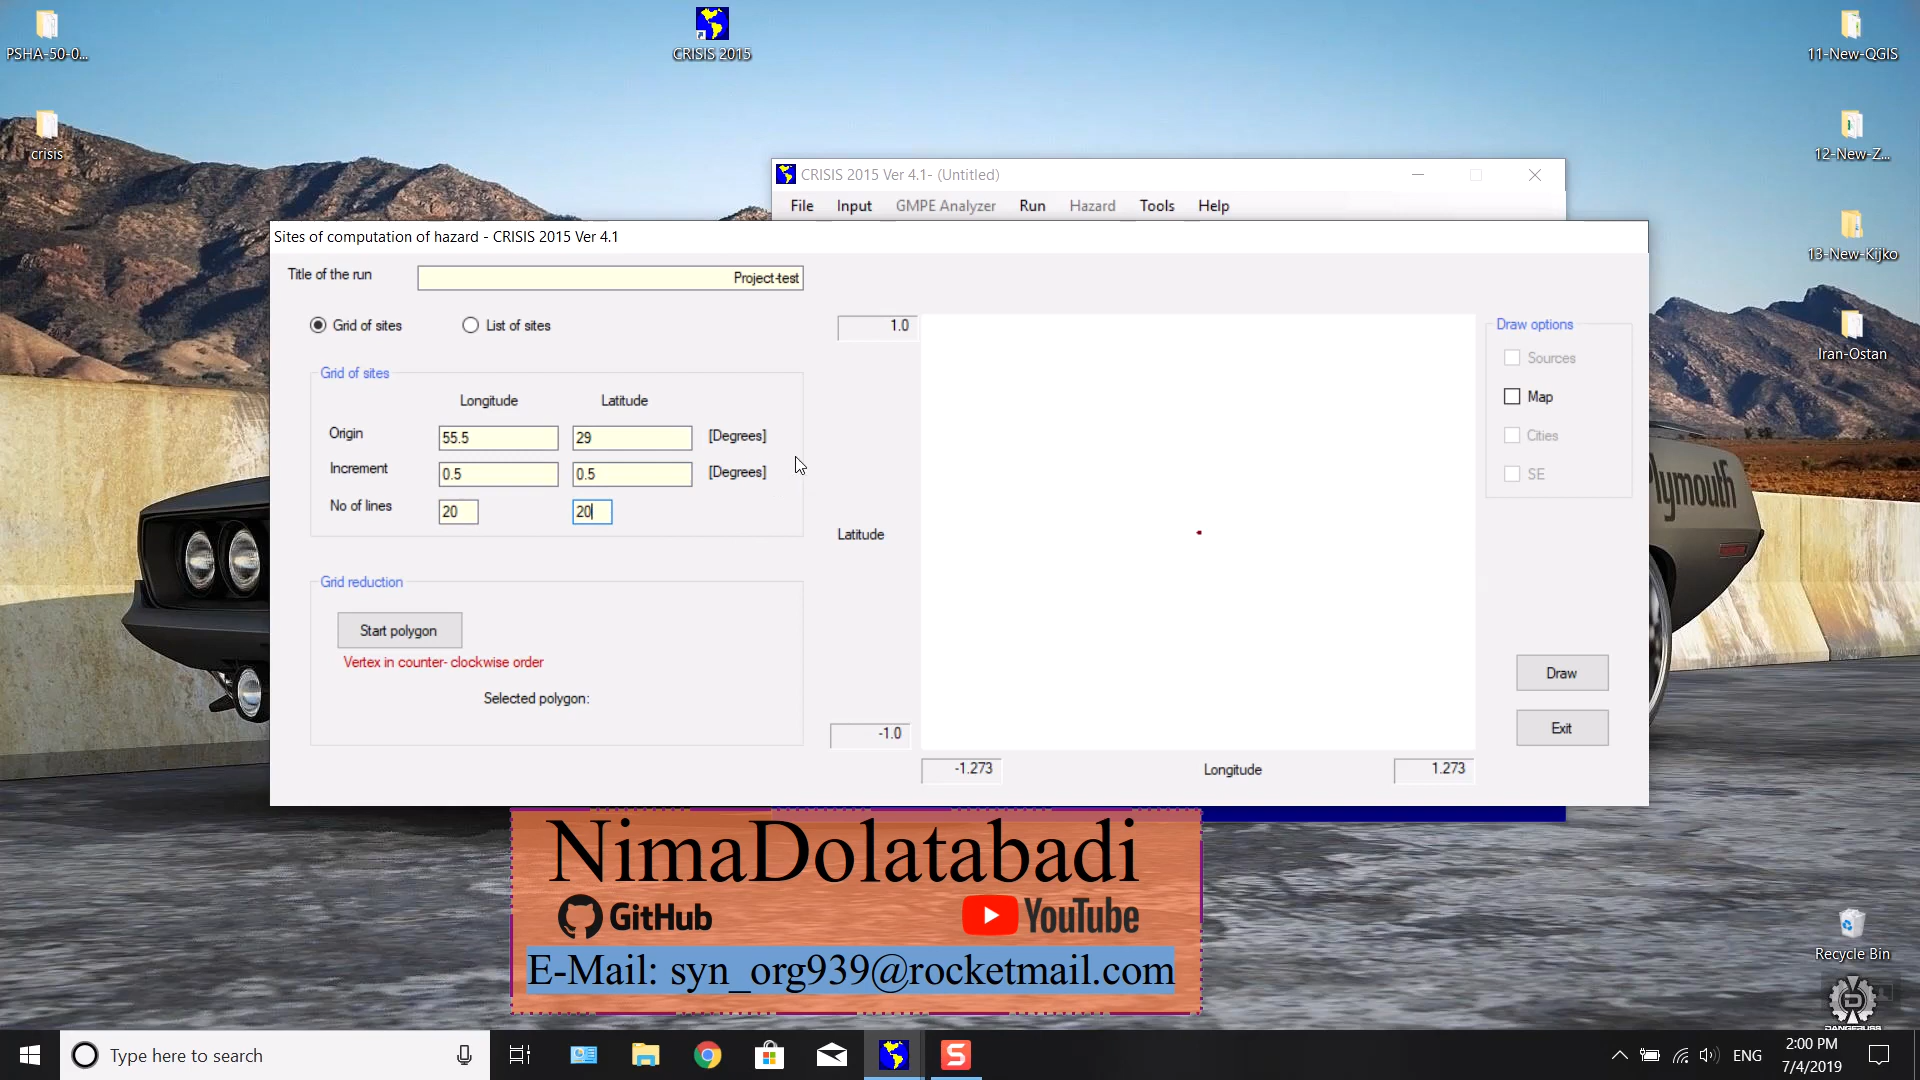 PSHA-50-0...
CRISIS 2015
11-New-QGIS
crisis
12-New-Z...
13-New-Kijko
Iran-Ostan
CRISIS 2015 Ver 4.1- (Untitled)
File Input GMPE Analyzer Run Hazard Tools Help
Sites of computation of hazard - CRISIS 2015 Ver 4.1
Title of the run
Project-test
Grid of sites
List of sites
1.0
Draw options
Sources
Map
Cities
SE
Grid of sites
Longitude Latitude
Origin 55.5 29 [Degrees]
Increment 0.5 0.5 [Degrees]
No of lines 20 20
Latitude
Grid reduction
Start polygon
Vertex in counter- clockwise order
Selected polygon:
-1.0
-1.273 Longitude 1.273
Draw
Exit
Plymouth
NimaDolatabadi
GitHub YouTube
E-Mail: syn_org939@rocketmail.com
Recycle Bin
Type here to search
ENG
2:00 PM
7/4/2019